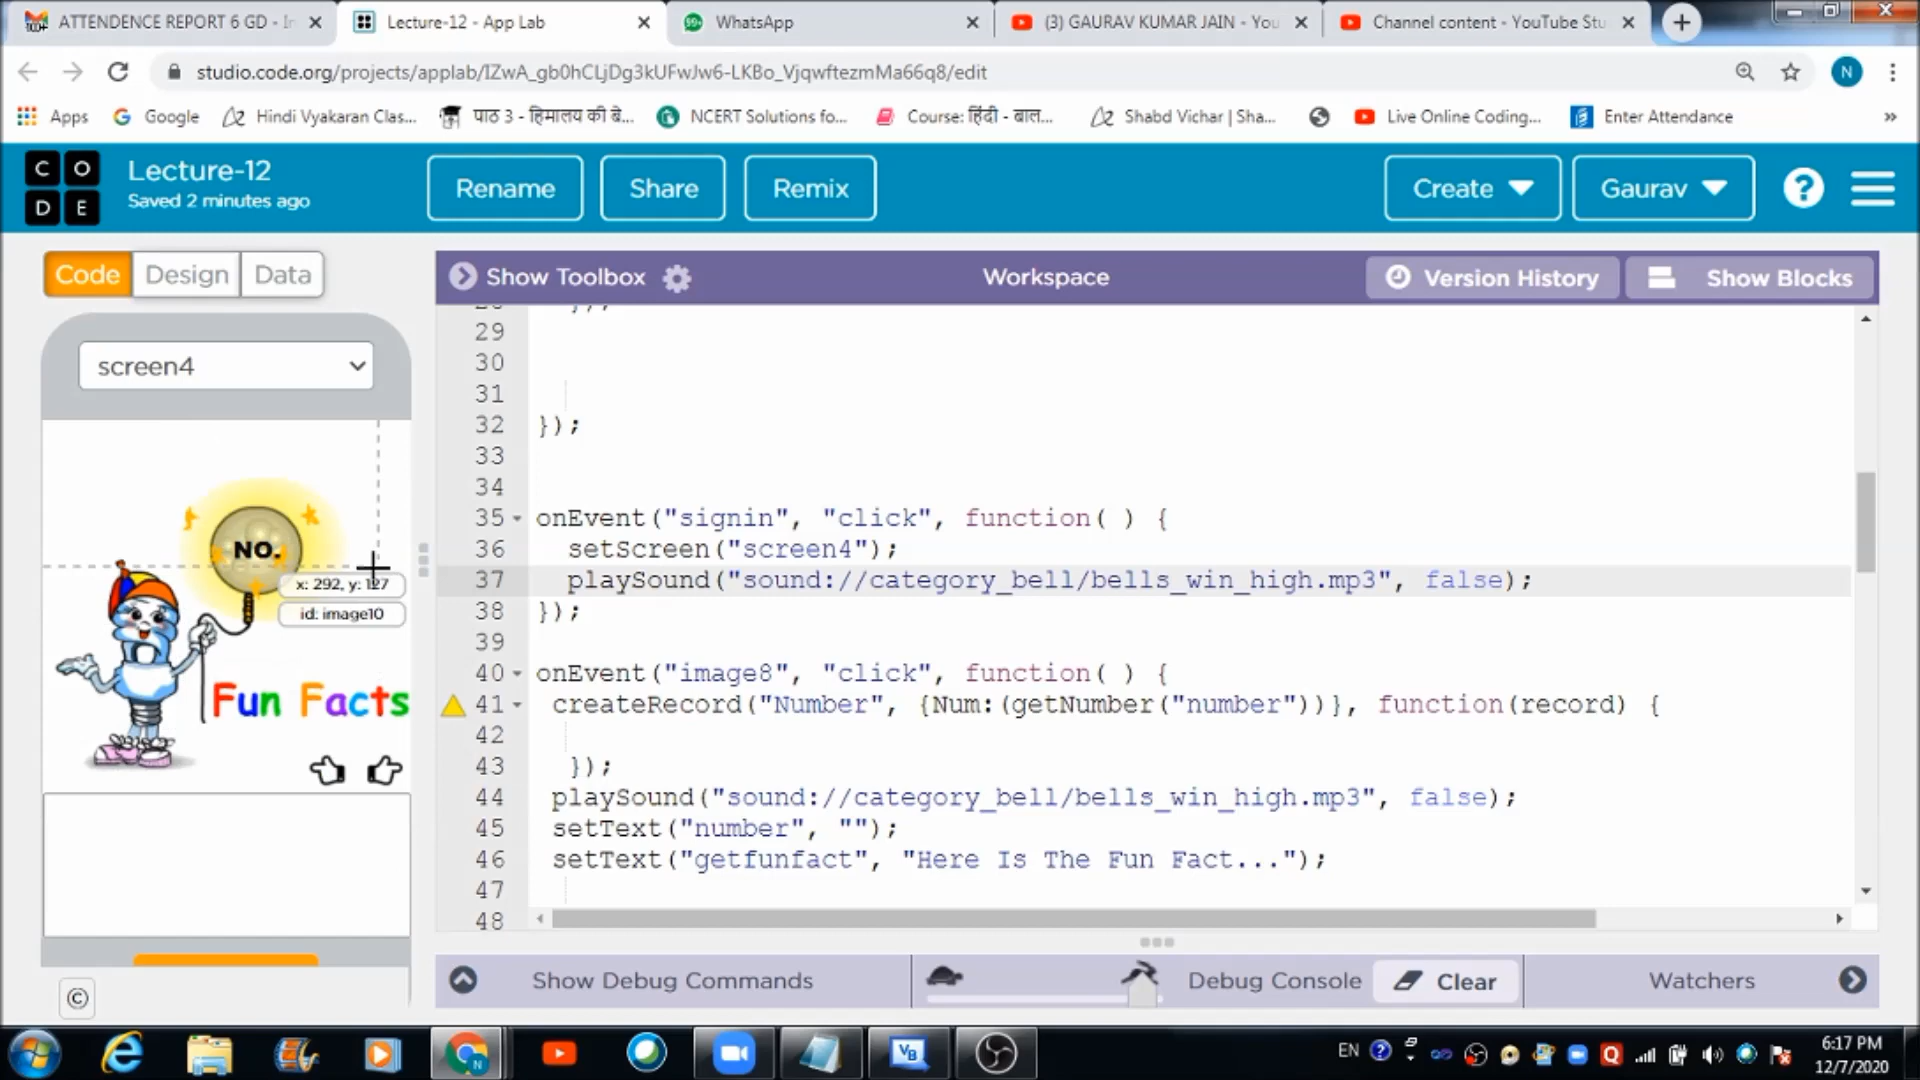 ATTENDENCE REPORT 6 GD - In
Lecture-12 - App Lab
99+
WhatsApp
(3) GAURAV KUMAR JAIN - You
Channel content - YouTube Stu
studio.code.org/projects/applab/IZwA_gb0hCLjDg3kUFwJw6-LKBo_VjqwftezmMa66q8/edit
N
Apps
Google
Hindi Vyakaran Clas...
पाठ 3 - हिमालय की बे...
NCERT Solutions fo...
Course: हिंदी - बाल...
Shabd Vichar | Sha...
Live Online Coding...
Enter Attendance
»
C O
D E
Lecture-12
Saved 2 minutes ago
Rename
Share
Remix
Create
Gaurav
?
Code
Design
Data
Show Toolbox
Workspace
Version History
Show Blocks
screen4
NO.
x: 292, y: 127
id: image10
Fun Facts
©
28 });
29
30
31
32 });
33
34
35 onEvent("signin", "click", function( ) {
36 setScreen("screen4");
37 playSound("sound://category_bell/bells_win_high.mp3", false);
38 });
39
40 onEvent("image8", "click", function( ) {
41 createRecord("Number", {Num:(getNumber("number"))}, function(record) {
42
43 });
44 playSound("sound://category_bell/bells_win_high.mp3", false);
45 setText("number", "");
46 setText("getfunfact", "Here Is The Fun Fact...");
47
48
Show Debug Commands
Debug Console
Clear
Watchers
N
VB
EN
6:17 PM
12/7/2020